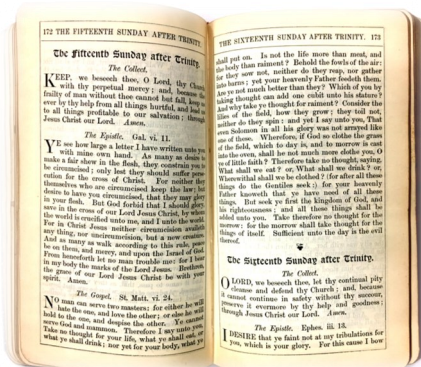 172 THE FIFTEENTH SUNDAY AFTER TRINITY.
The Fifteenth Sunday after Trinity.
The Collect.
KEEP, we beseech thee, O Lord, thy Church
with thy perpetual mercy; and, because the
frailty of man without thee cannot but fall, keep us
ever by thy help from all things hurtful, and lead us
to all things profitable to our salvation; through
Jesus Christ our Lord. Amen.
The Epistle. Gal. vi. 11.
YE see how large a letter I have written unto you
with mine own hand. As many as desire to
make a fair shew in the flesh, they constrain you to
be circumcised; only lest they should suffer perse-
cution for the cross of Christ. For neither they
themselves who are circumcised keep the law; but
desire to have you circumcised, that they may glory
in your flesh. But God forbid that I should glory,
save in the cross of our Lord Jesus Christ, by whom
the world is crucified unto me, and I unto the world.
For in Christ Jesus neither circumcision availeth
any thing, nor uncircumcision, but a new creature.
And as many as walk according to this rule, peace
be on them, and mercy, and upon the Israel of God.
From henceforth let no man trouble me: for I bear
in my body the marks of the Lord Jesus. Brethren,
the grace of our Lord Jesus Christ be with your
spirit. Amen.
The Gospel. St. Matt. vi. 24.
NO man can serve two masters: for either he will
hate the one, and love the other; or else he will
hold to the one, and despise the other. Ye cannot
serve God and mammon. Therefore I say unto you,
Take no thought for your life, what ye shall eat, or
what ye shall drink; nor yet for your body, what ye
THE SIXTEENTH SUNDAY AFTER TRINITY. 173
shall put on. Is not the life more than meat, and
the body than raiment? Behold the fowls of the air:
for they sow not, neither do they reap, nor gather
into barns; yet your heavenly Father feedeth them.
Are ye not much better than they? Which of you by
taking thought can add one cubit unto his stature?
And why take ye thought for raiment? Consider the
lilies of the field, how they grow; they toil not,
neither do they spin: and yet I say unto you, That
even Solomon in all his glory was not arrayed like
one of these. Wherefore, if God so clothe the grass
of the field, which to day is, and to morrow is cast
into the oven, shall he not much more clothe you, O
ye of little faith? Therefore take no thought, saying,
What shall we eat? or, What shall we drink? or,
Wherewithal shall we be clothed? (for after all these
things do the Gentiles seek:) for your heavenly
Father knoweth that ye have need of all these
things. But seek ye first the kingdom of God, and
his righteousness; and all these things shall be
added unto you. Take therefore no thought for the
morrow: for the morrow shall take thought for the
things of itself. Sufficient unto the day is the evil
thereof.
The Sixteenth Sunday after Trinity.
The Collect.
O LORD, we beseech thee, let thy continual pity
cleanse and defend thy Church; and, because
it cannot continue in safety without thy succour,
preserve it evermore by thy help and goodness;
through Jesus Christ our Lord. Amen.
The Epistle. Ephes. iii. 13.
I DESIRE that ye faint not at my tribulations for
you, which is your glory. For this cause I bow